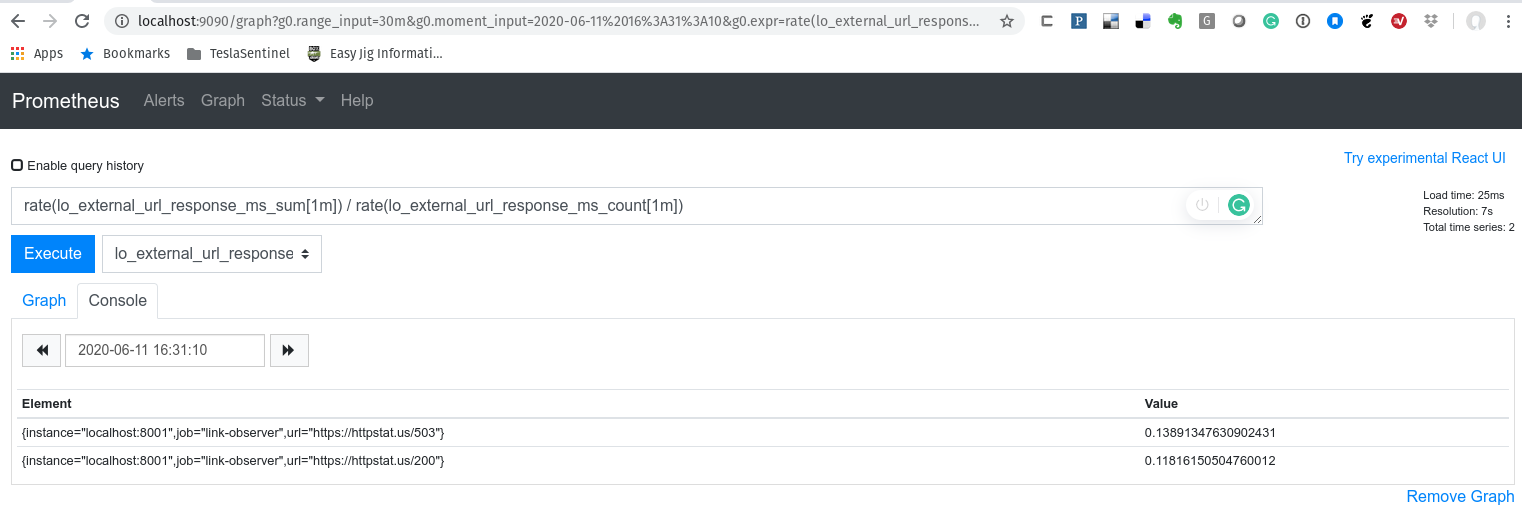 localhost:9090/graph?g0.range_input=30m&g0.moment_input=2020-06-11%2016%3A31%3A10&g0.expr=rate(lo_external_url_respons...
Apps Bookmarks TeslaSentinel Easy Jig Informati...
Prometheus Alerts Graph Status Help
Enable query history
Try experimental React UI
rate(lo_external_url_response_ms_sum[1m]) / rate(lo_external_url_response_ms_count[1m])
Load time: 25ms
Resolution: 7s
Total time series: 2
Execute lo_external_url_response
Graph Console
2020-06-11 16:31:10
Element Value
{instance="localhost:8001",job="link-observer",url="https://httpstat.us/503"} 0.13891347630902431
{instance="localhost:8001",job="link-observer",url="https://httpstat.us/200"} 0.11816150504760012
Remove Graph